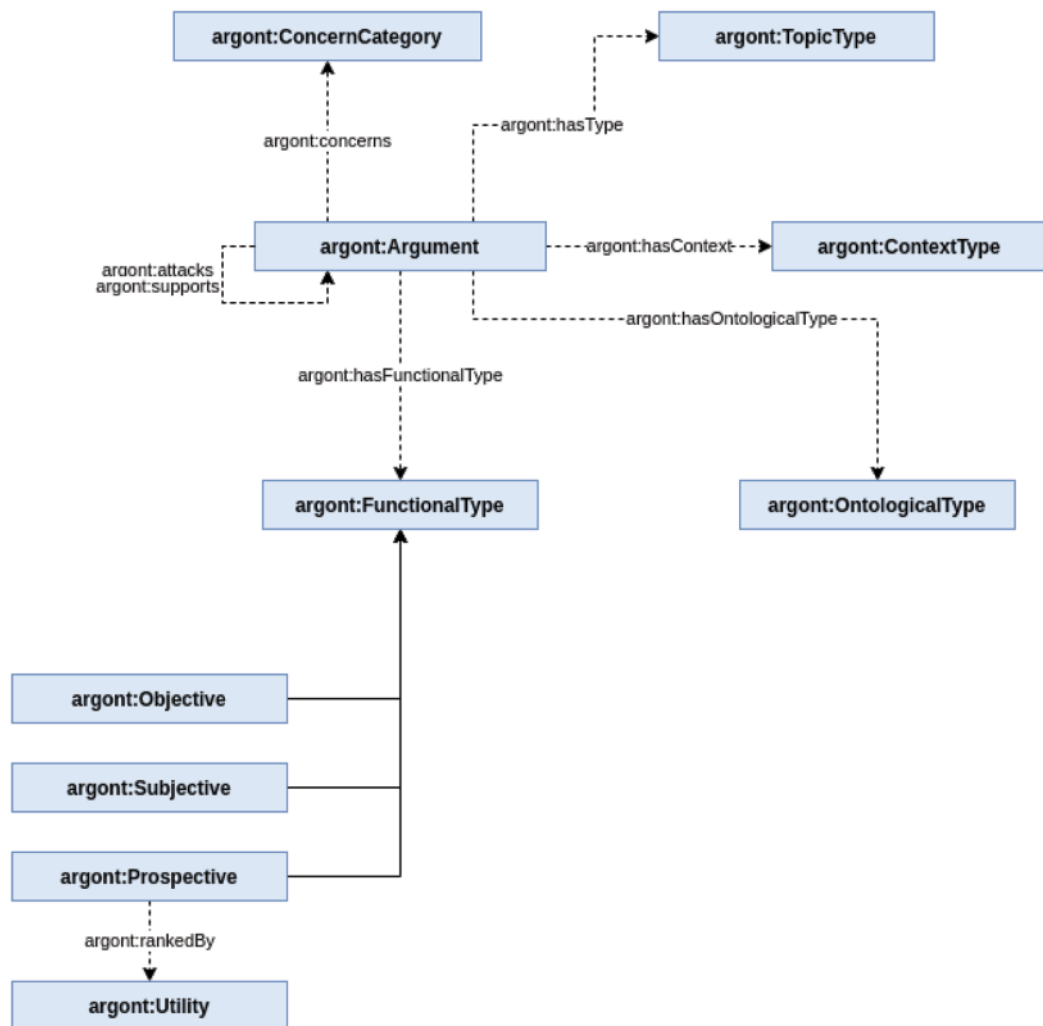 argont:ConcernCategory
argont:TopicType
argont:hasType
argont:concerns
argont:Argument
argont:hasContext
argont:ContextType
argont:attacks
argont:supports
argont:hasOntologicalType
argont:hasFunctionalType
argont:FunctionalType
argont:OntologicalType
argont:Objective
argont:Subjective
argont:Prospective
argont:rankedBy
argont:Utility